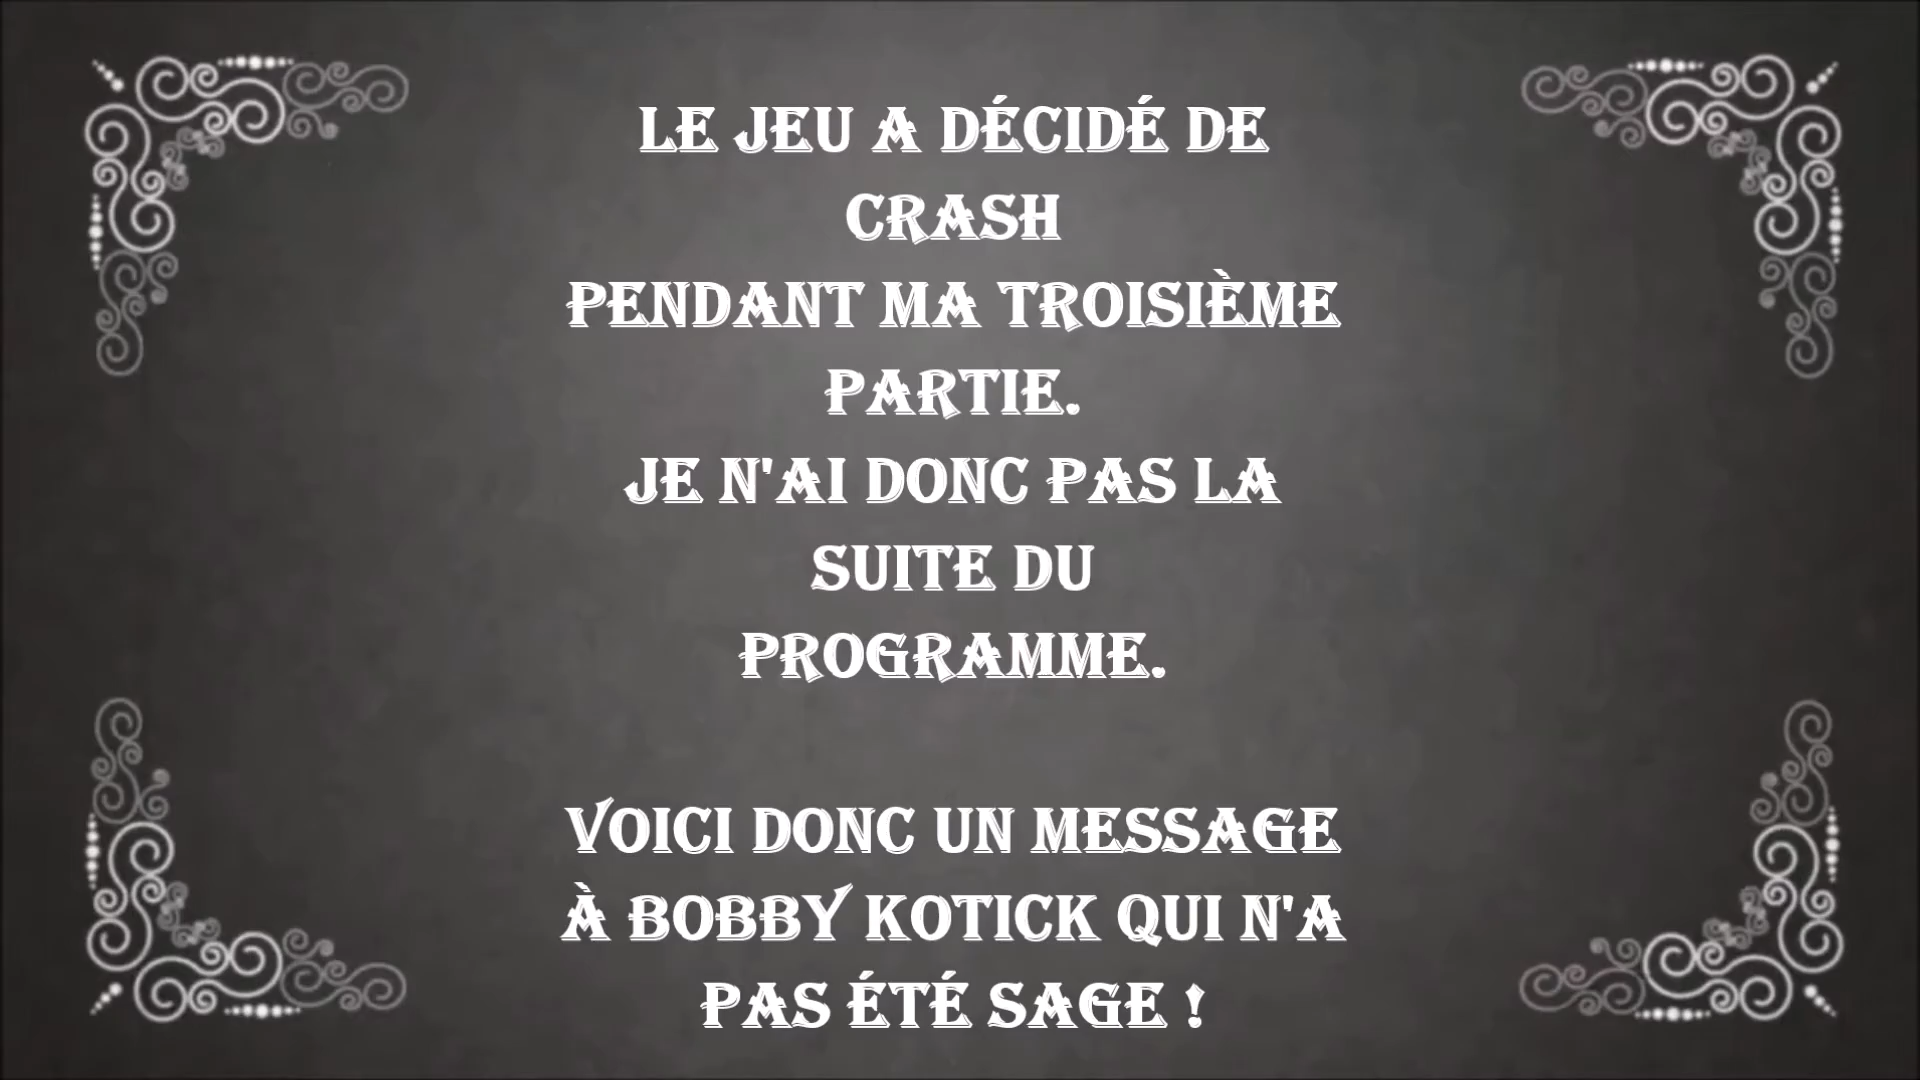 LE JEU A DÉCIDÉ DE
CRASH
PENDANT MA TROISIÈME
PARTIE.
JE N'AI DONC PAS LA
SUITE DU
PROGRAMME.
VOICI DONC UN MESSAGE
À BOBBY KOTICK QUI N'A
PAS ÉTÉ SAGE !